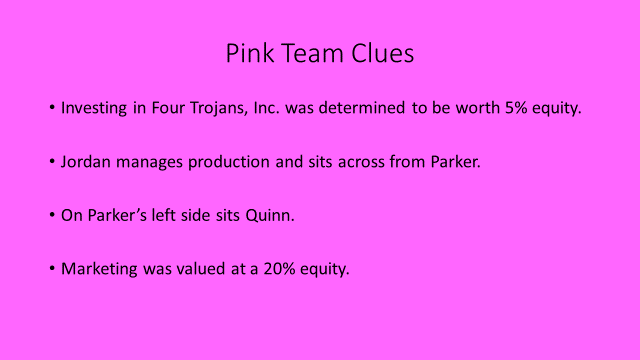 Pink Team Clues
• Investing in Four Trojans, Inc. was determined to be worth 5% equity.
• Jordan manages production and sits across from Parker.
• On Parker’s left side sits Quinn.
• Marketing was valued at a 20% equity.